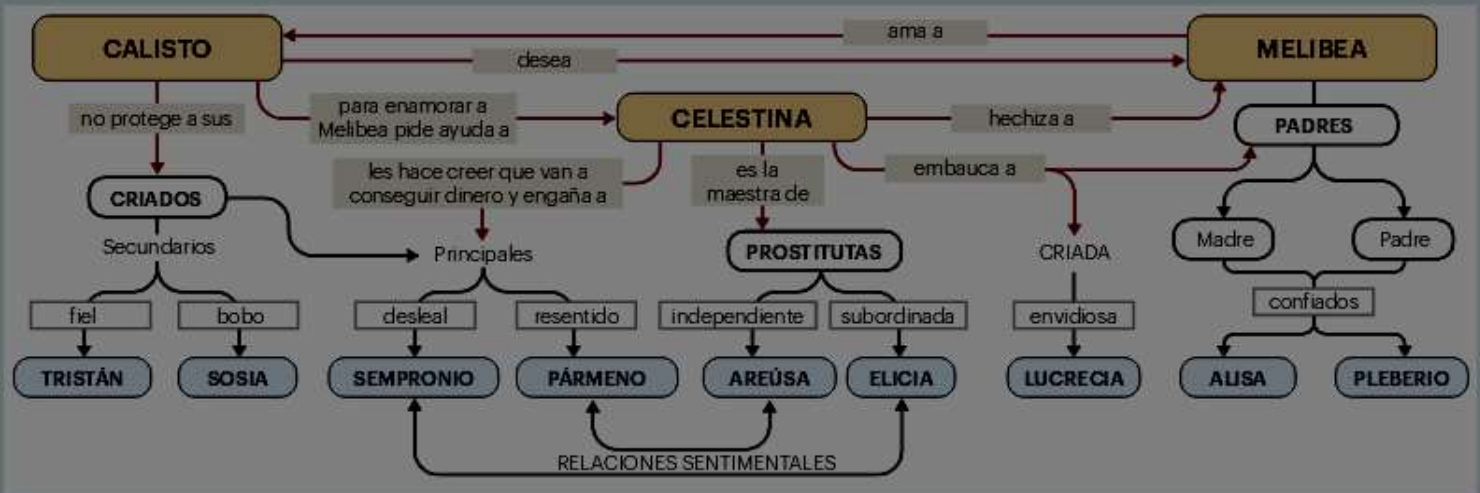 CALISTO
ama a
MELIBEA
desea
no protege a sus
para enamorar a
Melibea pide ayuda a
CELESTINA
hechiza a
PADRES
les hace creer que van a
conseguir dinero y engaña a
es la
maestra de
embauca a
CRIADOS
Secundarios
Principales
PROSTITUTAS
CRIADA
Madre
Padre
fiel
bobo
desleal
resentido
independiente
subordinada
envidiosa
confiados
TRISTÁN
SOSIA
SEMPRONIO
PÁRMENO
AREÚSA
ELICIA
LUCRECIA
ALISA
PLEBERIO
RELACIONES SENTIMENTALES